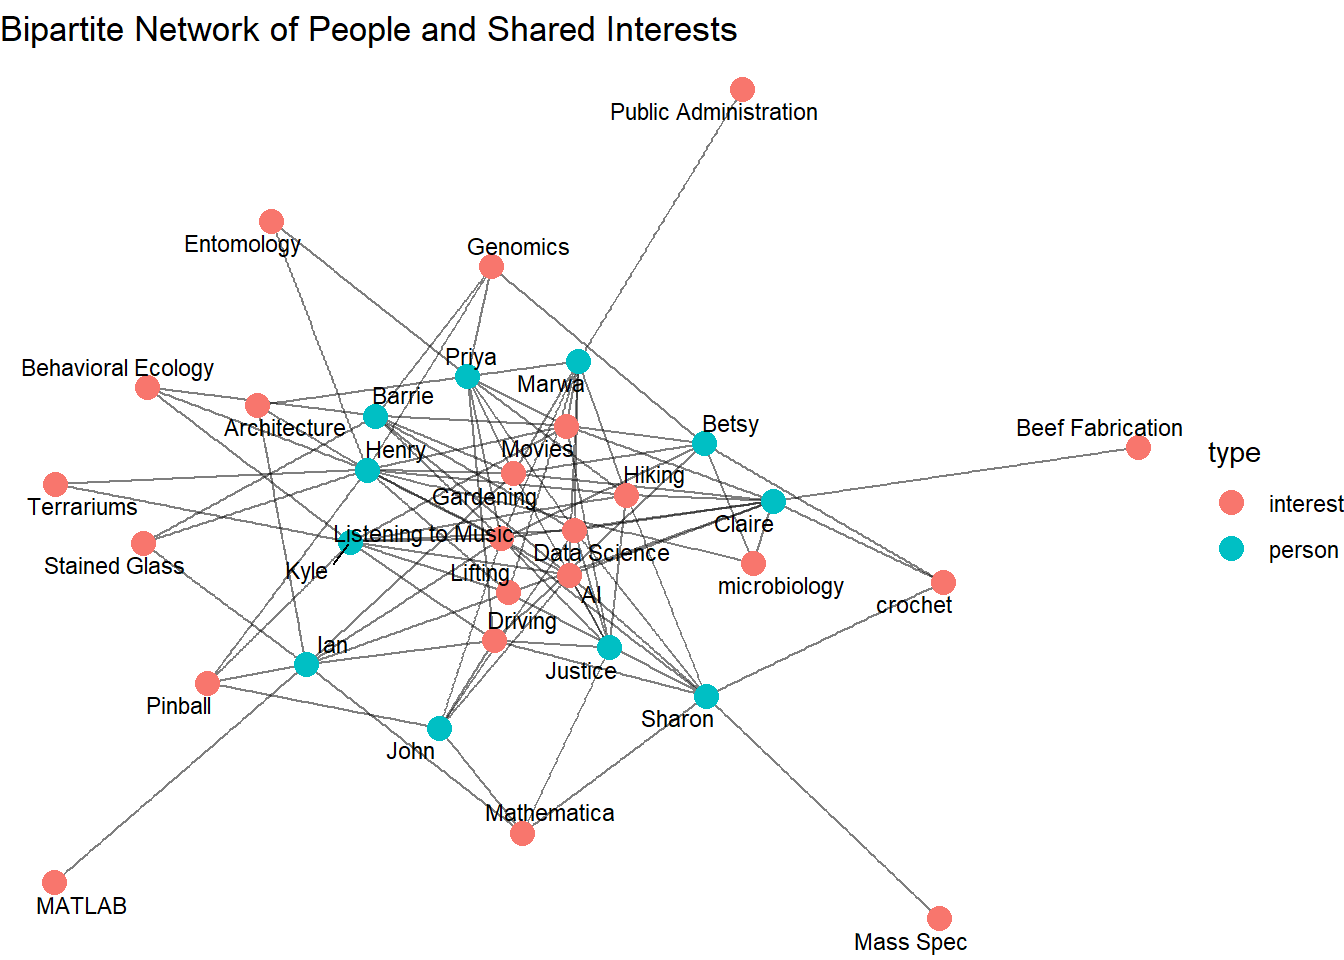 Bipartite Network of People and Shared Interests
Public Administration
Entomology
Genomics
Priya
Behavioral Ecology
Marwa
Barrie
Architecture
Betsy
Beef Fabrication
Henry
Movies
type
Hiking
Gardening
interest
Terrariums
Claire
Listening to Music
Data Science
person
Stained Glass
Kyle
Lifting
microbiology
AI
crochet
Driving
Ian
Justice
Pinball
Sharon
John
Mathematica
MATLAB
Mass Spec